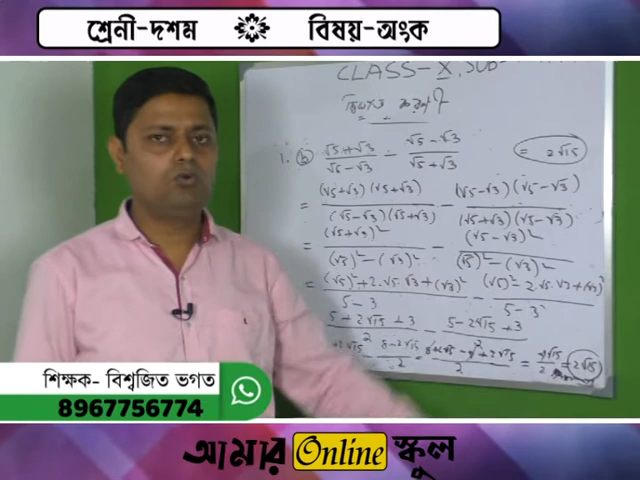 শ্রেনী-দশম বিষয়-অংক
CLASS-X, SUB-
1. (b) (√5+√3)/(√5-√3) - (√5-√3)/(√5+√3) = 2√15
= (√5+√3)(√5+√3)/(√5-√3)(√5+√3) - (√5-√3)(√5-√3)/(√5+√3)(√5-√3)
= (√5+√3)²/(√5)²-(√3)² - (√5-√3)²/(√5)²-(√3)²
= (√5)²+2.√5.√3+(√3)²/5-3 - (√5)²-2.√5.√3+(√3)²/5-3
5+2√15+3/2 - 5-2√15+3/2
= 4√15/2 = 2√15
শিক্ষক- বিশ্বজিত ভগত
8967756774
আমার Online স্কুল